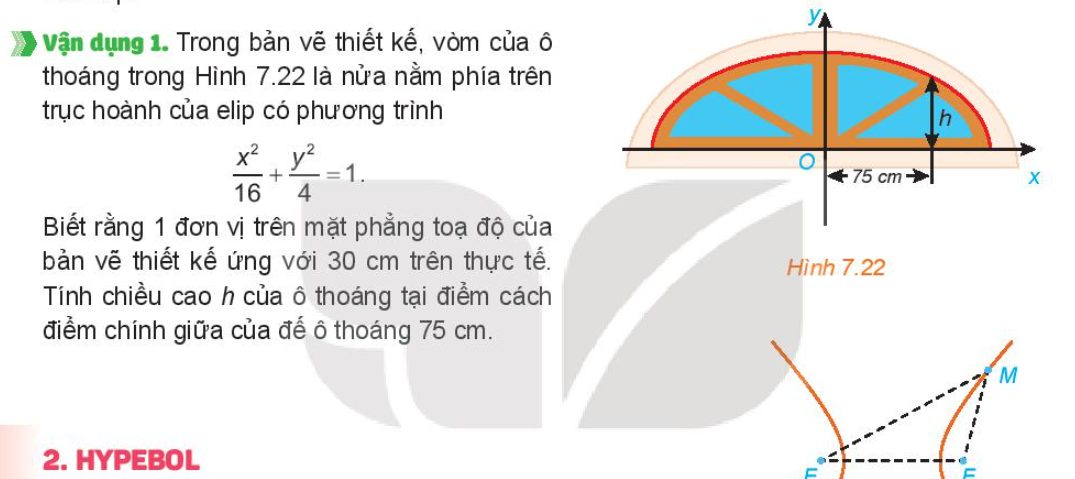 Vận dụng 1. Trong bản vẽ thiết kế, vòm của ô
thoáng trong Hình 7.22 là nửa nằm phía trên
trục hoành của elip có phương trình
x²/16 + y²/4 = 1.
Biết rằng 1 đơn vị trên mặt phẳng toạ độ của
bản vẽ thiết kế ứng với 30 cm trên thực tế.
Tính chiều cao h của ô thoáng tại điểm cách
điểm chính giữa của đế ô thoáng 75 cm.
y
h
O
75 cm
x
Hình 7.22
2. HYPEBOL
M
F
F